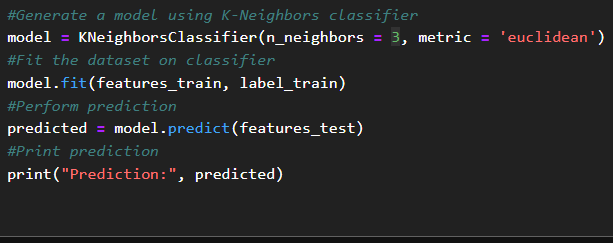 #Generate a model using K-Neighbors classifier
model = KNeighborsClassifier(n_neighbors = 3, metric = 'euclidean')
#Fit the dataset on classifier
model.fit(features_train, label_train)
#Perform prediction
predicted = model.predict(features_test)
#Print prediction
print("Prediction:", predicted)